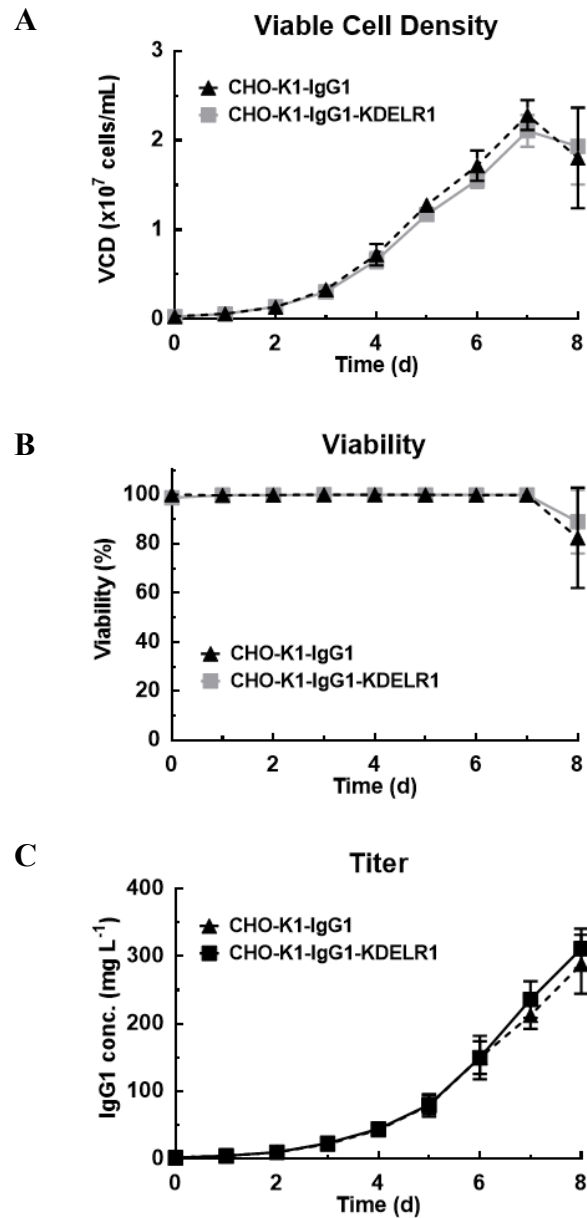 A
Viable Cell Density
VCD (x10⁷ cells/mL)
3
2
1
0
CHO-K1-IgG1
CHO-K1-IgG1-KDELR1
0 2 4 6 8
Time (d)
B
Viability
Viability (%)
100
80
60
40
20
0
CHO-K1-IgG1
CHO-K1-IgG1-KDELR1
0 2 4 6 8
Time (d)
C
Titer
IgG1 conc. (mg L⁻¹)
400
300
200
100
0
CHO-K1-IgG1
CHO-K1-IgG1-KDELR1
0 2 4 6 8
Time (d)